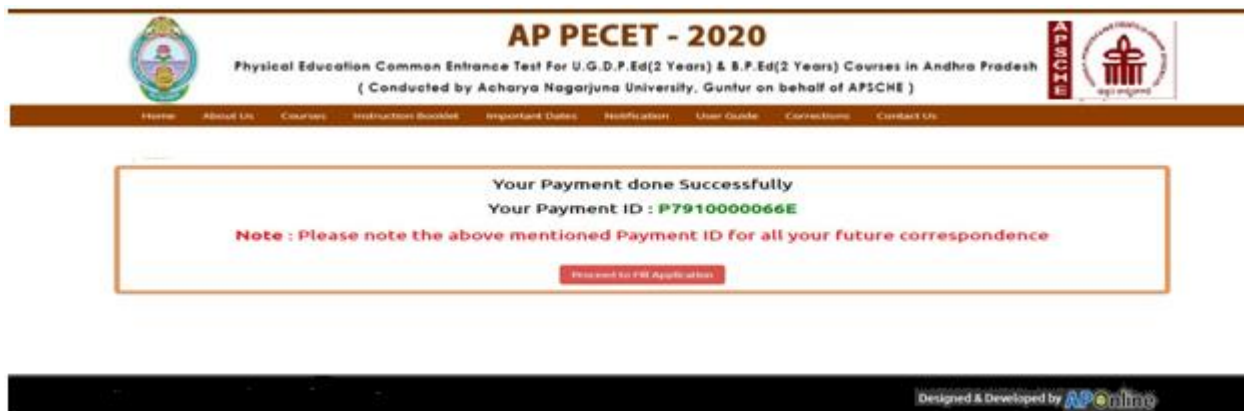 AP PECET - 2020
Physical Education Common Entrance Test For U.G.D.P.Ed(2 Years) & B.P.Ed(2 Years) Courses in Andhra Pradesh
( Conducted by Acharya Nagarjuna University, Guntur on behalf of APSCHE )
APSCHE
Home About Us Courses Instruction Booklet Important Dates Notification User Guide Corrections Contact Us
Your Payment done Successfully
Your Payment ID : P7910000066E
Note : Please note the above mentioned Payment ID for all your future correspondence
Proceed to Fill Application
Designed & Developed by APOnline